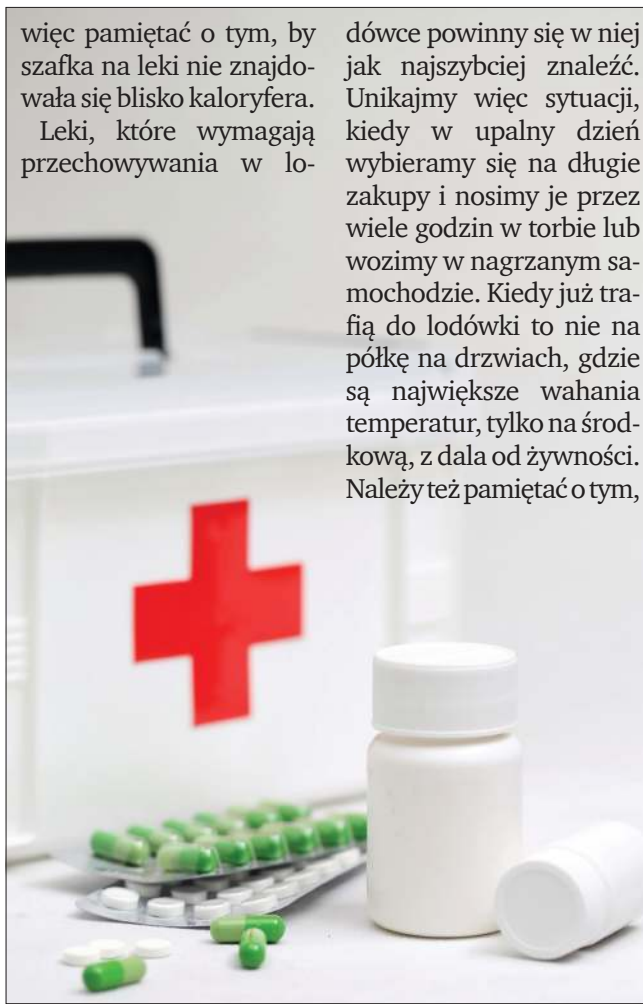 więc pamiętać o tym, by
szafka na leki nie znajdo-
wała się blisko kaloryfera.
Leki, które wymagają
przechowywania w lo-
dówce powinny się w niej
jak najszybciej znaleźć.
Unikajmy więc sytuacji,
kiedy w upalny dzień
wybieramy się na długie
zakupy i nosimy je przez
wiele godzin w torbie lub
wozimy w nagrzanym sa-
mochodzie. Kiedy już tra-
fią do lodówki to nie na
półkę na drzwiach, gdzie
są największe wahania
temperatur, tylko na środ-
kową, z dala od żywności.
Należy też pamiętać o tym,